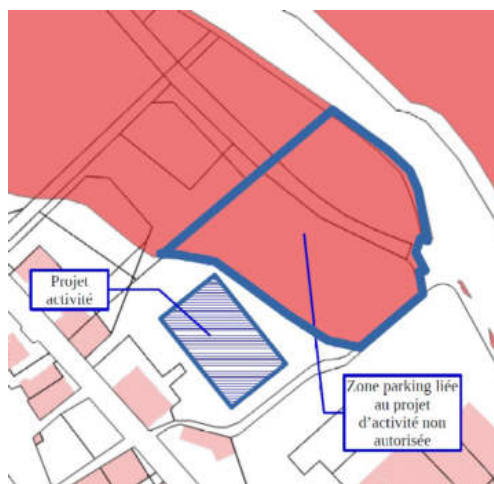 Projet
activité
Zone parking liée
au projet
d'activité non
autorisée